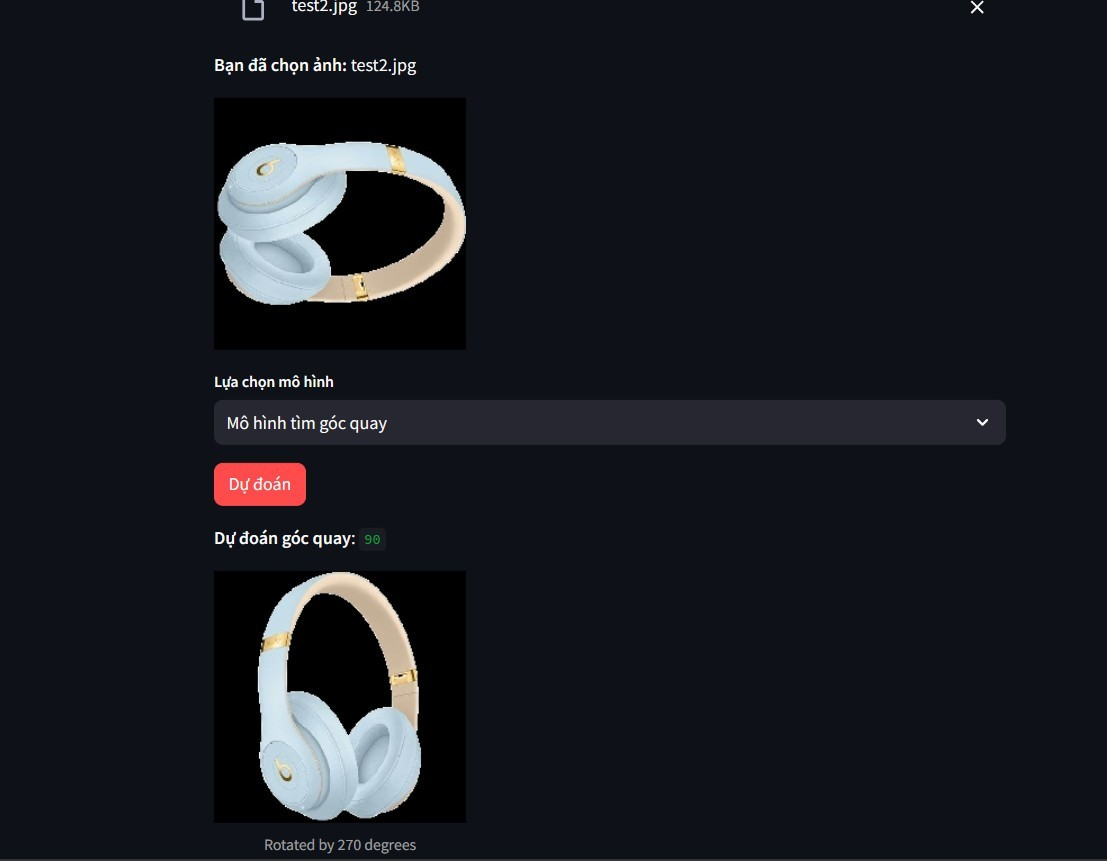 test2.jpg 124.8KB
Bạn đã chọn ảnh: test2.jpg
Lựa chọn mô hình
Mô hình tìm góc quay
Dự đoán
Dự đoán góc quay: 90
Rotated by 270 degrees